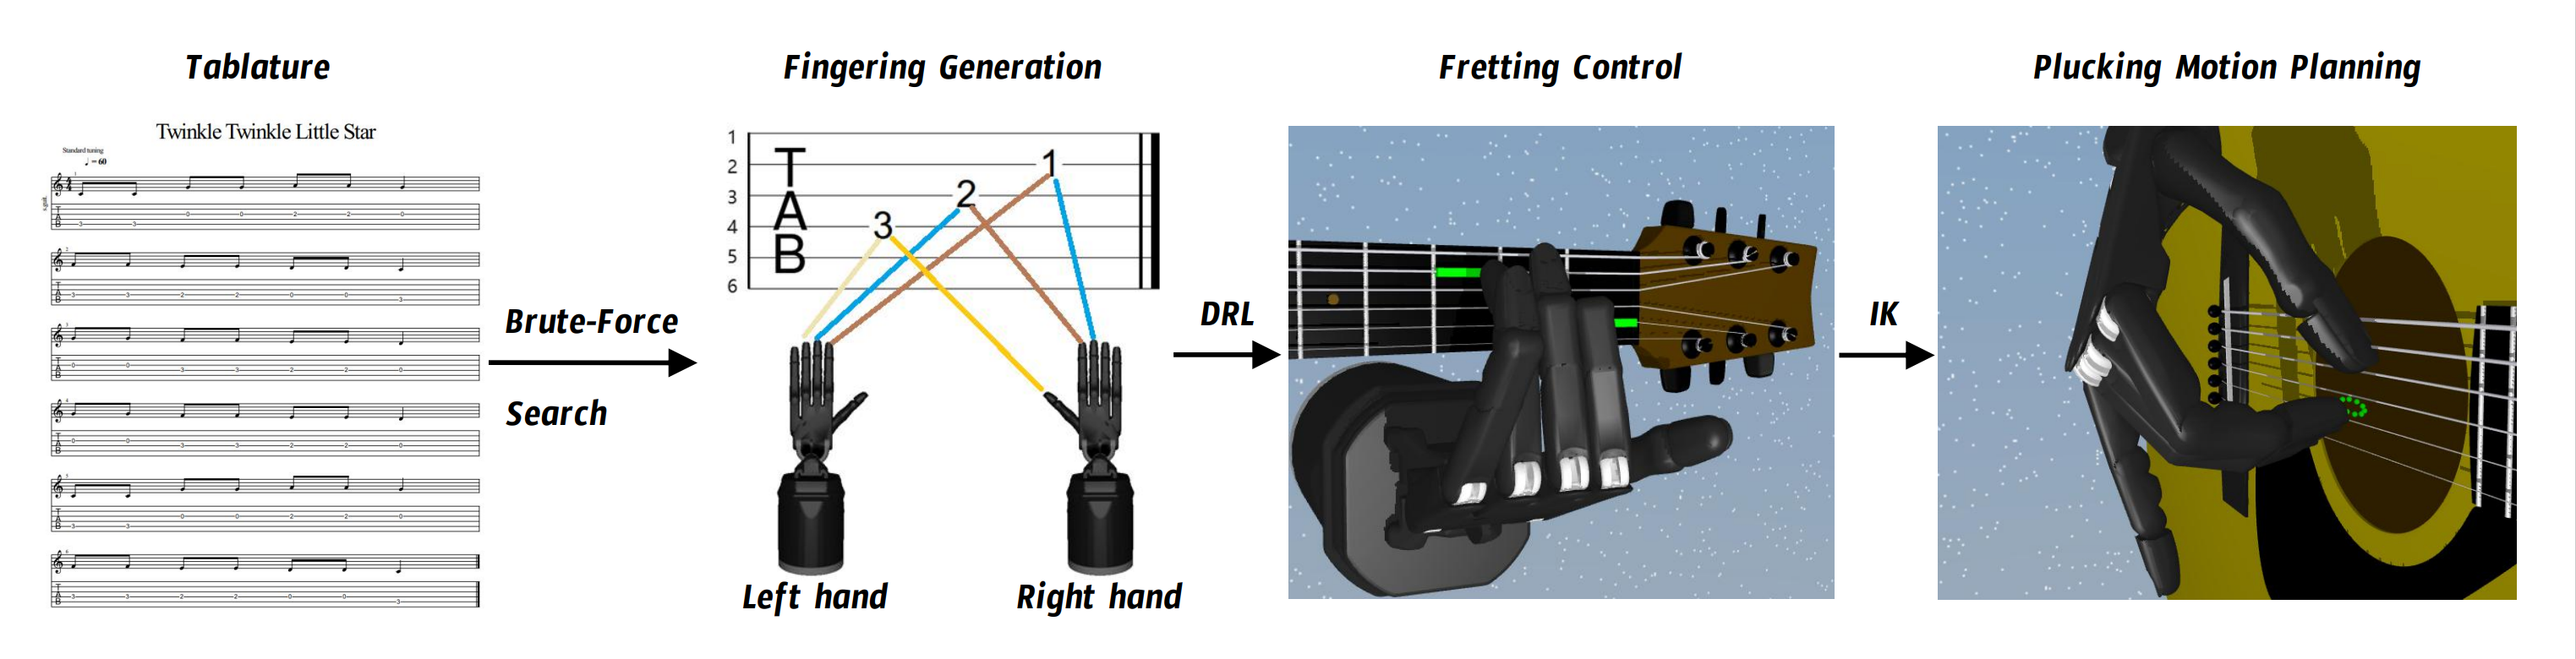 Tablature
Fingering Generation
Fretting Control
Plucking Motion Planning
Twinkle Twinkle Little Star
Standard tuning
♩ = 60
1
2
3
4
5
6
T
A
B
3
2
1
Brute-Force
Search
DRL
IK
Left hand
Right hand